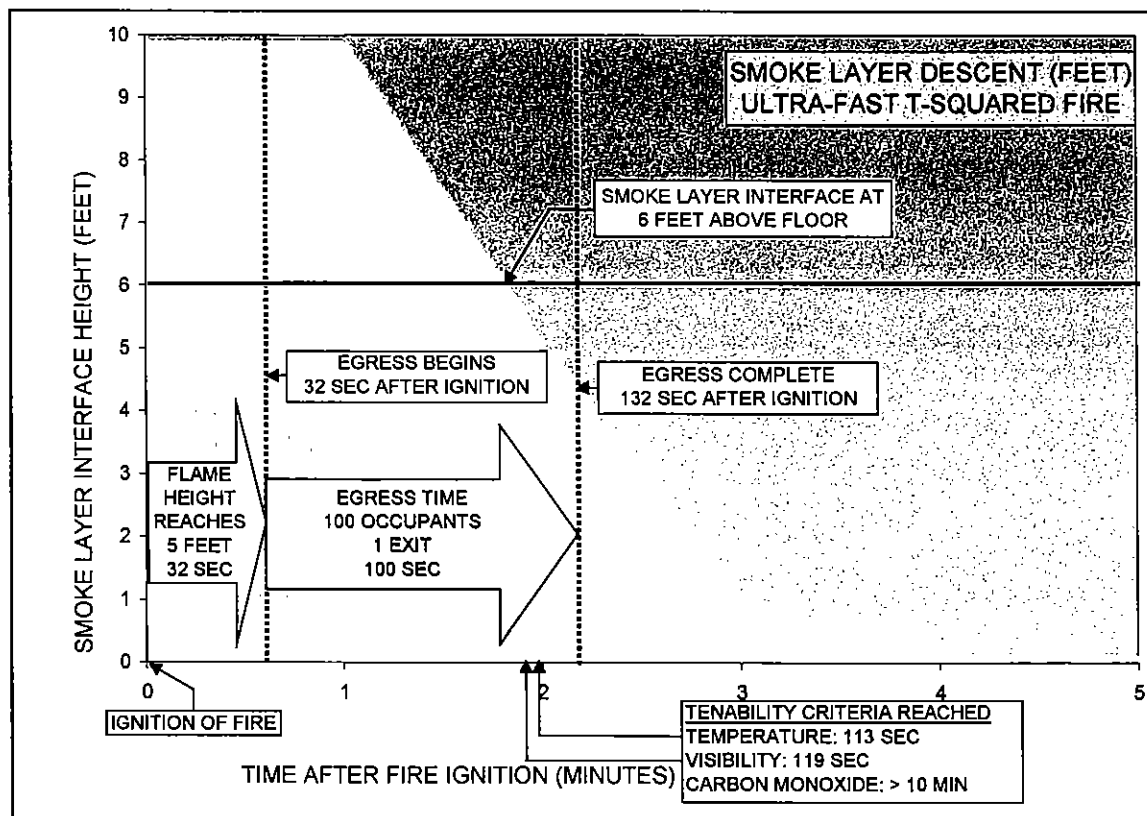 SMOKE LAYER DESCENT (FEET)
ULTRA-FAST T-SQUARED FIRE
SMOKE LAYER INTERFACE HEIGHT (FEET)
10
9
8
7
6
5
4
3
2
1
0
SMOKE LAYER INTERFACE AT
6 FEET ABOVE FLOOR
EGRESS BEGINS
32 SEC AFTER IGNITION
EGRESS COMPLETE
132 SEC AFTER IGNITION
FLAME
HEIGHT
REACHES
5 FEET
32 SEC
EGRESS TIME
100 OCCUPANTS
1 EXIT
100 SEC
0
1
2
3
4
5
IGNITION OF FIRE
TIME AFTER FIRE IGNITION (MINUTES)
TENABILITY CRITERIA REACHED
TEMPERATURE: 113 SEC
VISIBILITY: 119 SEC
CARBON MONOXIDE: > 10 MIN